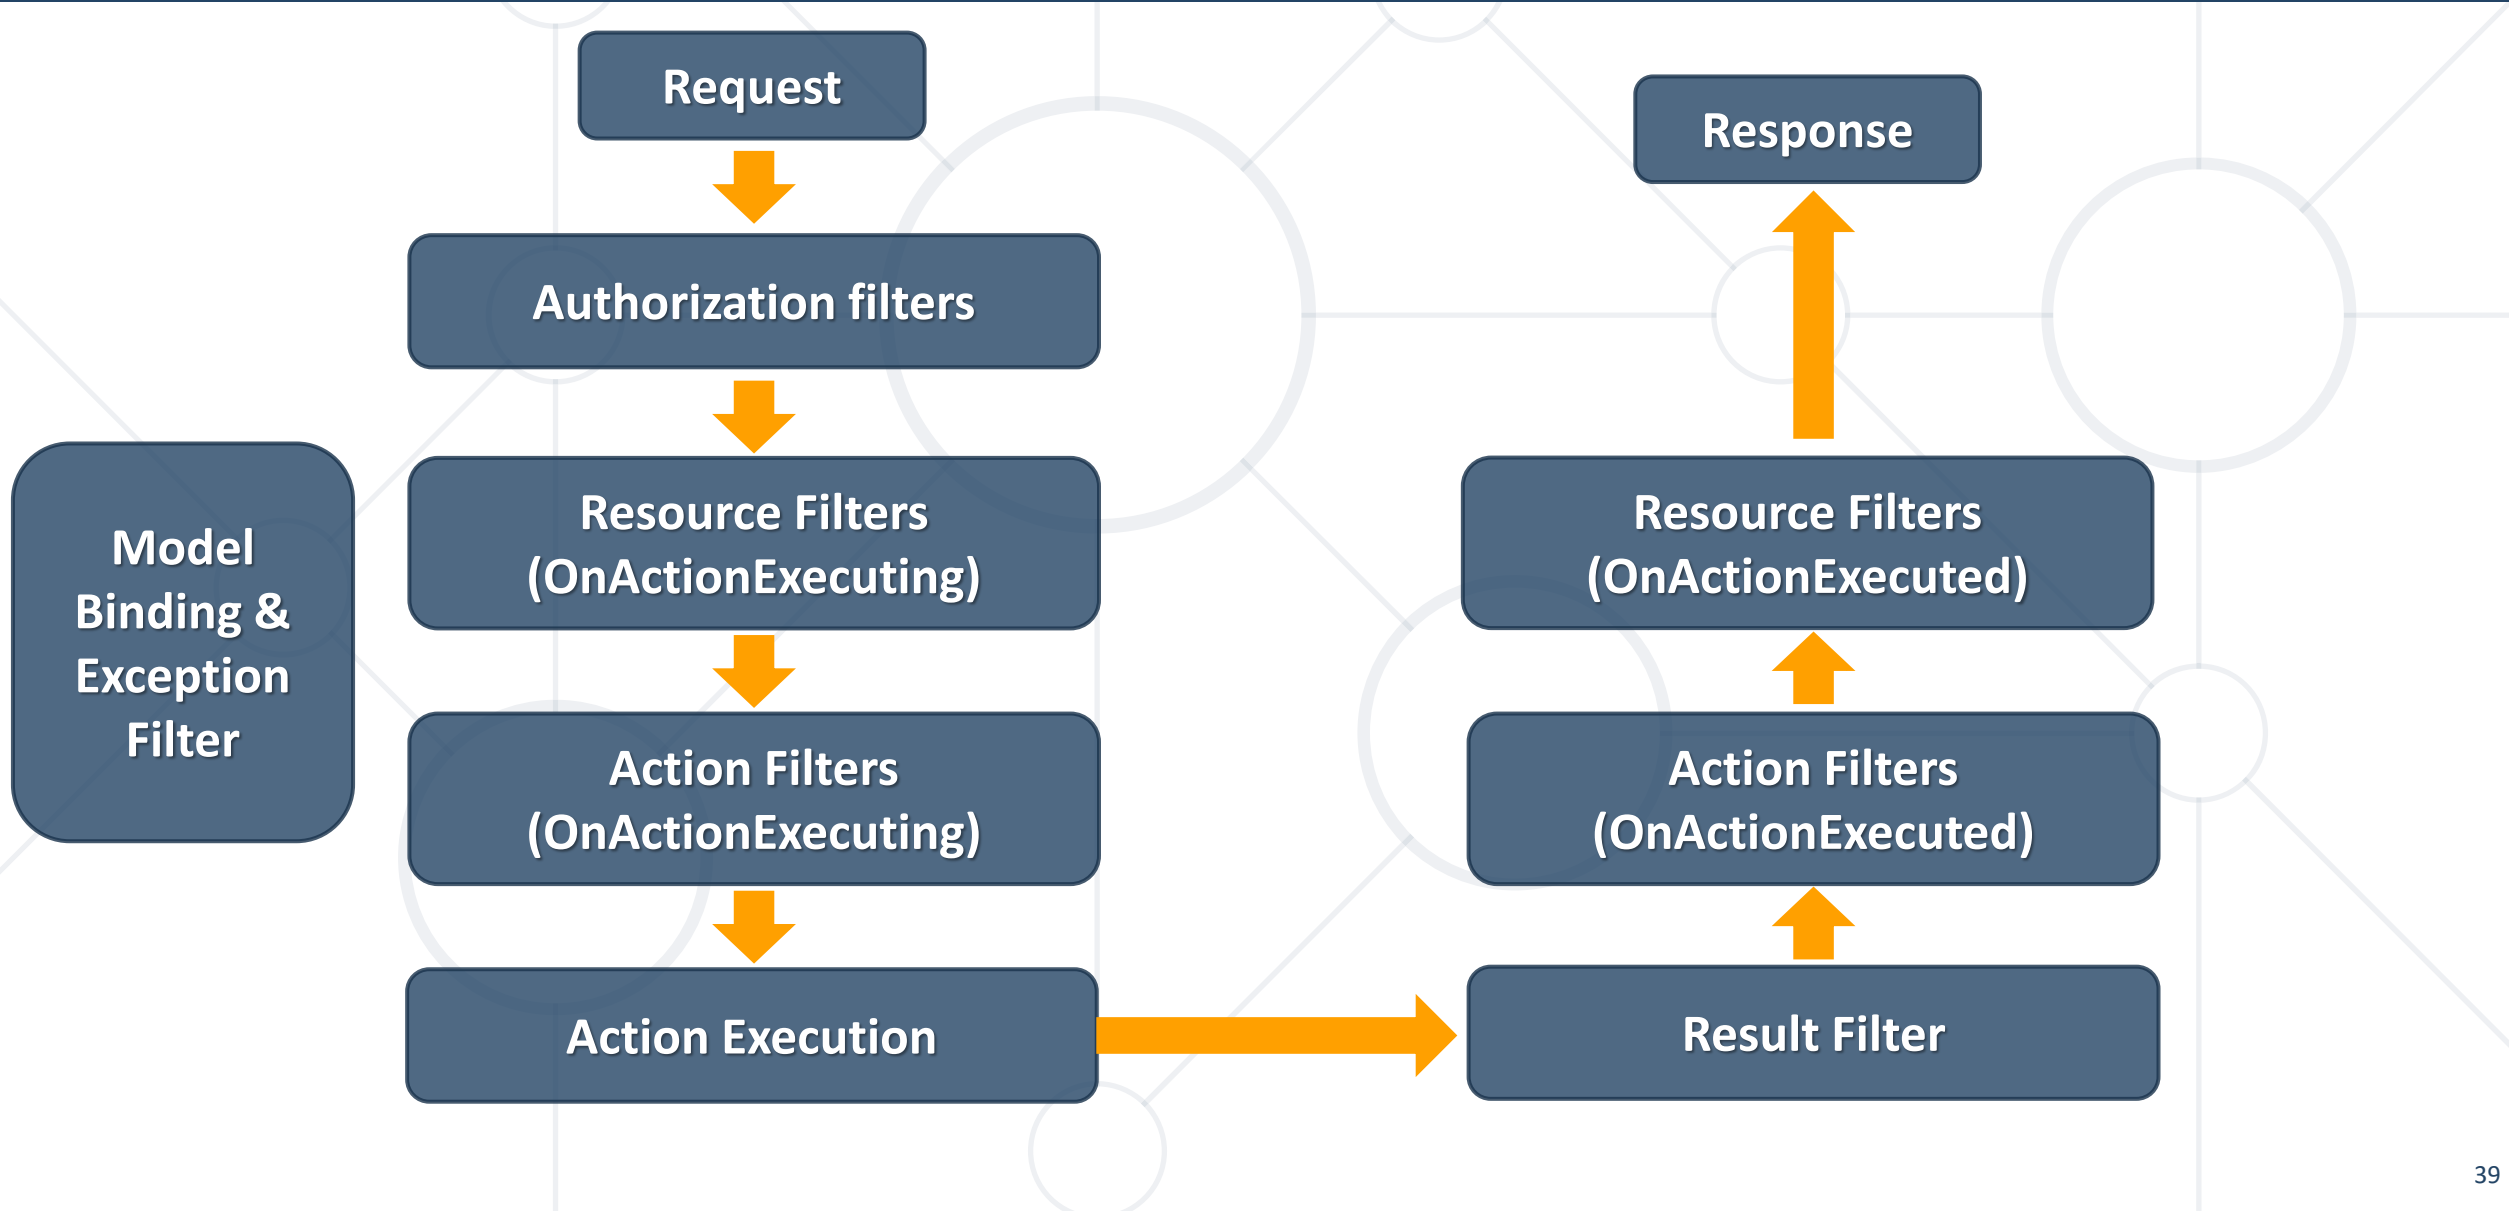 Request
Authorization filters
Model
Binding &
Exception
Filter
Resource Filters
(OnActionExecuting)
Action Filters
(OnActionExecuting)
Action Execution
Response
Resource Filters
(OnActionExecuted)
Action Filters
(OnActionExecuted)
Result Filter
39